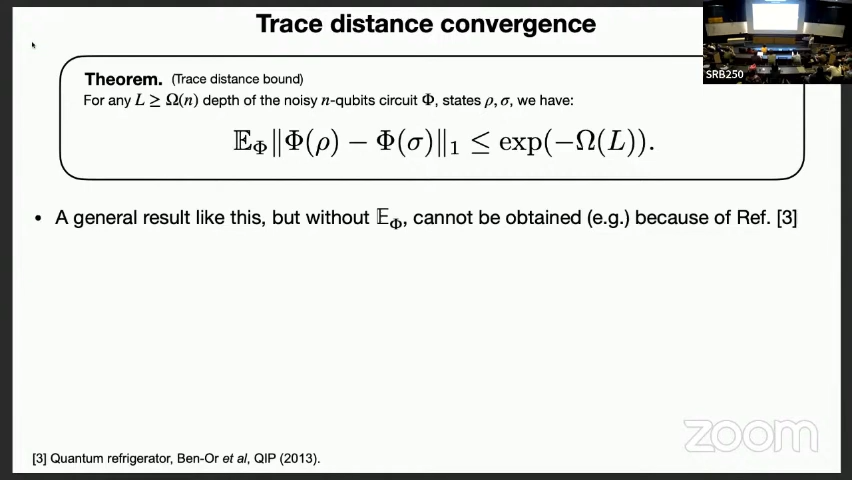 Trace distance convergence
SRB250
Theorem. (Trace distance bound)
For any L ≥ Ω(n) depth of the noisy n-qubits circuit Φ, states ρ, σ, we have:
𝔼_Φ‖Φ(ρ) − Φ(σ)‖₁ ≤ exp(−Ω(L)).
• A general result like this, but without 𝔼_Φ, cannot be obtained (e.g.) because of Ref. [3]
zoom
[3] Quantum refrigerator, Ben-Or et al, QIP (2013).